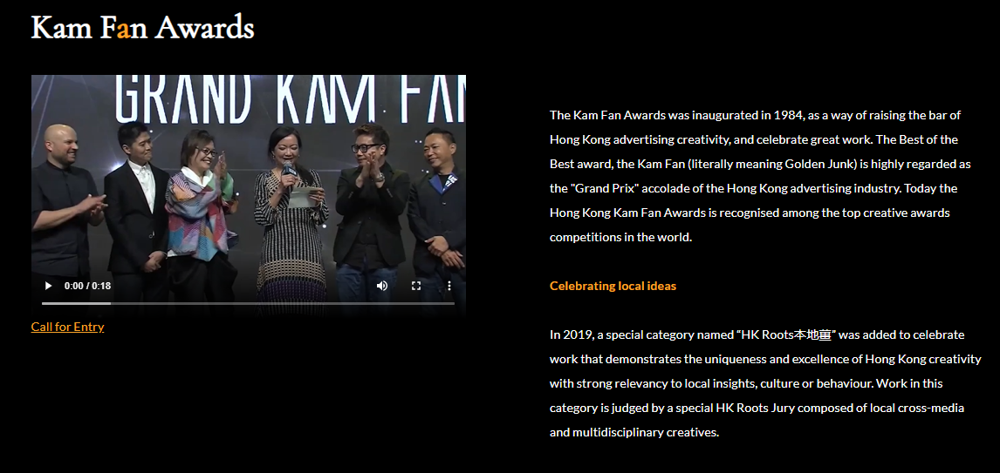 Kam Fan Awards
GRAND KAM FAN
0:00 / 0:18
Call for Entry
The Kam Fan Awards was inaugurated in 1984, as a way of raising the bar of
Hong Kong advertising creativity, and celebrate great work. The Best of the
Best award, the Kam Fan (literally meaning Golden Junk) is highly regarded as
the "Grand Prix" accolade of the Hong Kong advertising industry. Today the
Hong Kong Kam Fan Awards is recognised among the top creative awards
competitions in the world.
Celebrating local ideas
In 2019, a special category named “HK Roots本地薑” was added to celebrate
work that demonstrates the uniqueness and excellence of Hong Kong creativity
with strong relevancy to local insights, culture or behaviour. Work in this
category is judged by a special HK Roots Jury composed of local cross-media
and multidisciplinary creatives.